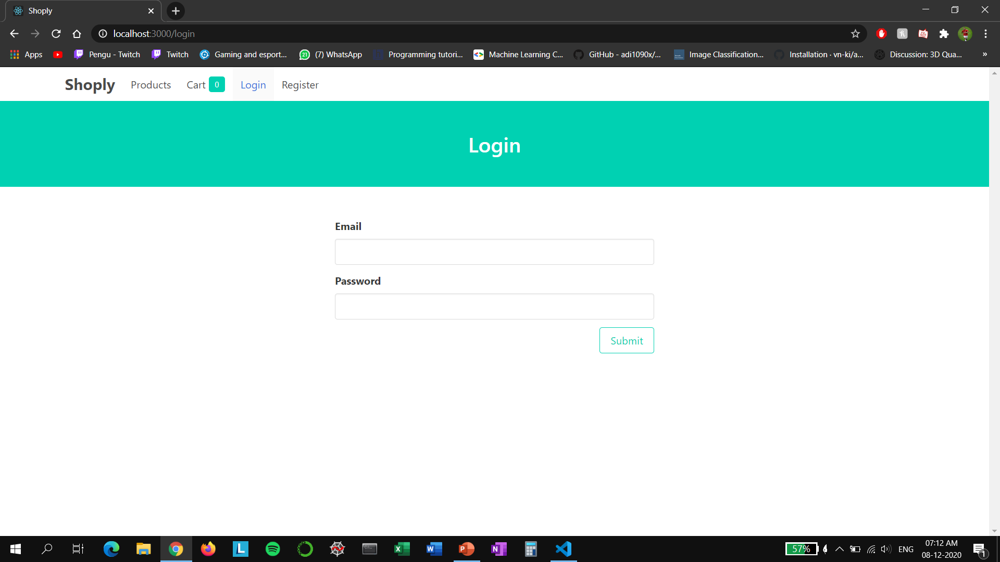 Shoply
localhost:3000/login
Apps Pengu - Twitch Twitch Gaming and esport... 21 (7) WhatsApp Programming tutori... Machine Learning C... GitHub - adi1090x/... Image Classification... Installation · vn-ki/a... Discussion: 3D Qua... »
Shoply Products Cart 0 Login Register
Login
Email
Password
Submit
57% ENG 07:12 AM
08-12-2020 1